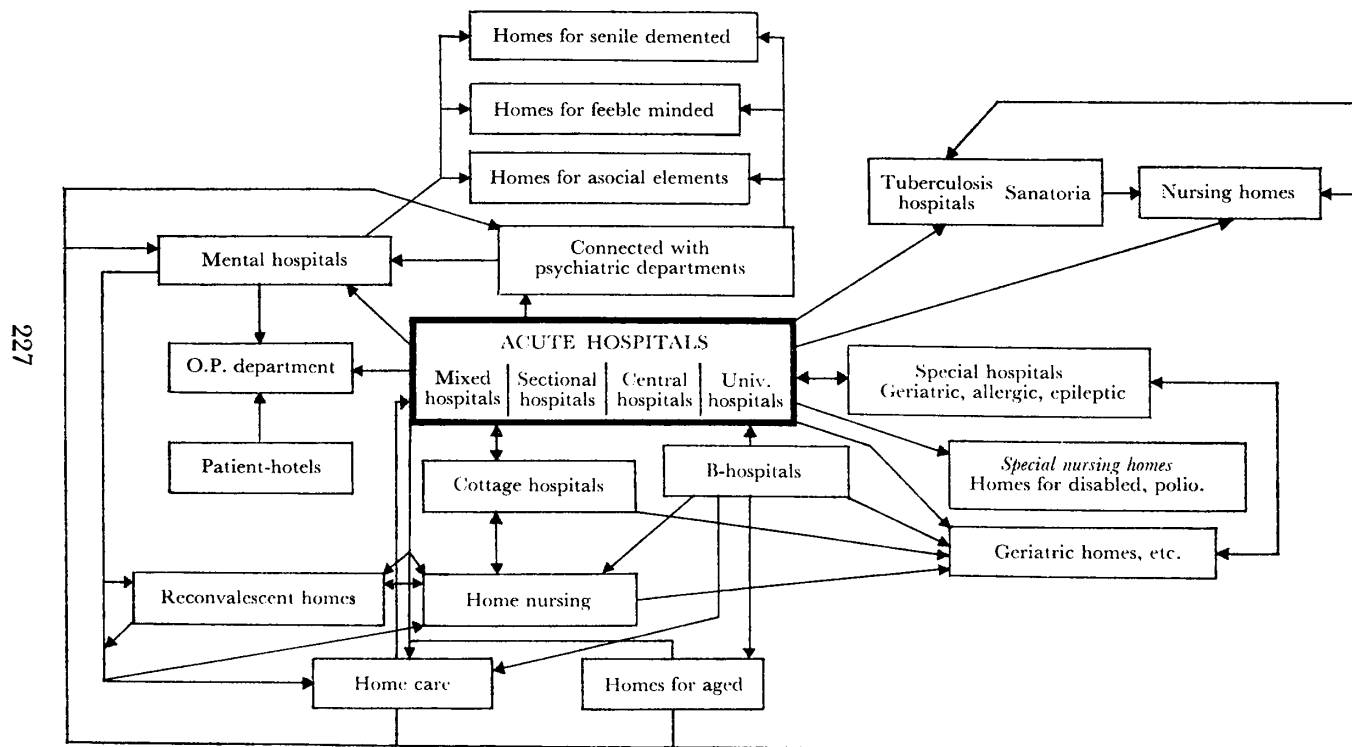 Homes for senile demented
Homes for feeble minded
Homes for asocial elements
Tuberculosis
hospitals
Sanatoria
Nursing homes
Mental hospitals
Connected with
psychiatric departments
227
ACUTE HOSPITALS
Mixed
hospitals
Sectional
hospitals
Central
hospitals
Univ.
hospitals
O.P. department
Special hospitals
Geriatric, allergic, epileptic
Patient-hotels
Cottage hospitals
B-hospitals
Special nursing homes
Homes for disabled, polio.
Geriatric homes, etc.
Reconvalescent homes
Home nursing
Home care
Homes for aged